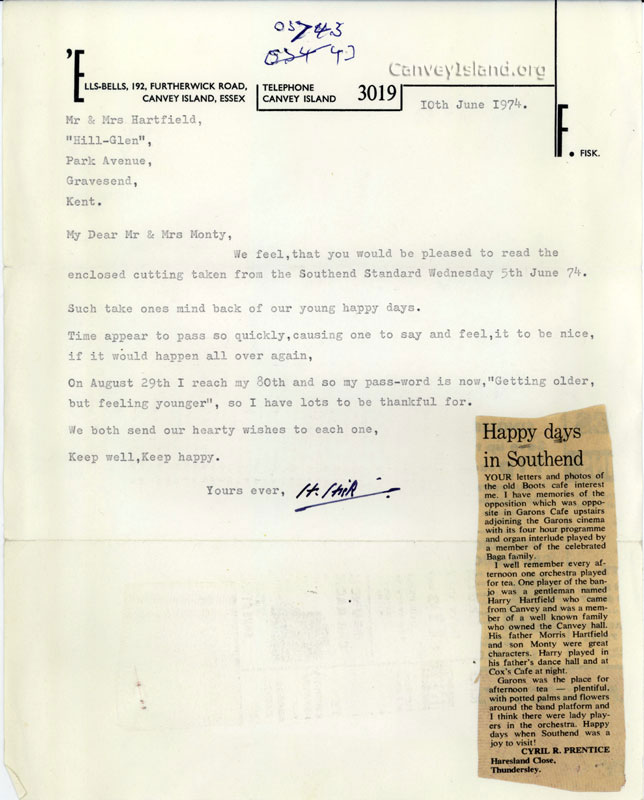 05743
CanveyIsland.org
'ELLS-BELLS, 192, FURTHERWICK ROAD,
CANVEY ISLAND, ESSEX
TELEPHONE
CANVEY ISLAND 3019
10th June 1974.
F. FISK.
Mr & Mrs Hartfield,
"Hill-Glen",
Park Avenue,
Gravesend,
Kent.
My Dear Mr & Mrs Monty,
We feel,that you would be pleased to read the
enclosed cutting taken from the Southend Standard Wednesday 5th June 74.
Such take ones mind back of our young happy days.
Time appear to pass so quickly,causing one to say and feel,it to be nice,
if it would happen all over again,
On August 29th I reach my 80th and so my pass-word is now,"Getting older,
but feeling younger", so I have lots to be thankful for.
We both send our hearty wishes to each one,
Keep well,Keep happy.
Yours ever,
Happy days
in Southend
YOUR letters and photos of
the old Boots cafe interest
me. I have memories of the
opposition which was oppo-
site in Garons Cafe upstairs
adjoining the Garons cinema
with its four hour programme
and organ interlude played by
a member of the celebrated
Baga family.
I well remember every af-
ternoon one orchestra played
for tea. One player of the ban-
jo was a gentleman named
Harry Hartfield who came
from Canvey and was a mem-
ber of a well known family
who owned the Canvey hall.
His father Morris Hartfield
and son Monty were great
characters. Harry played in
his father's dance hall and at
Cox's Cafe at night.
Garons was the place for
afternoon tea — plentiful,
with potted palms and flowers
around the band platform and
I think there were lady play-
ers in the orchestra. Happy
days when Southend was a
joy to visit!
CYRIL R. PRENTICE
Haresland Close,
Thundersley.